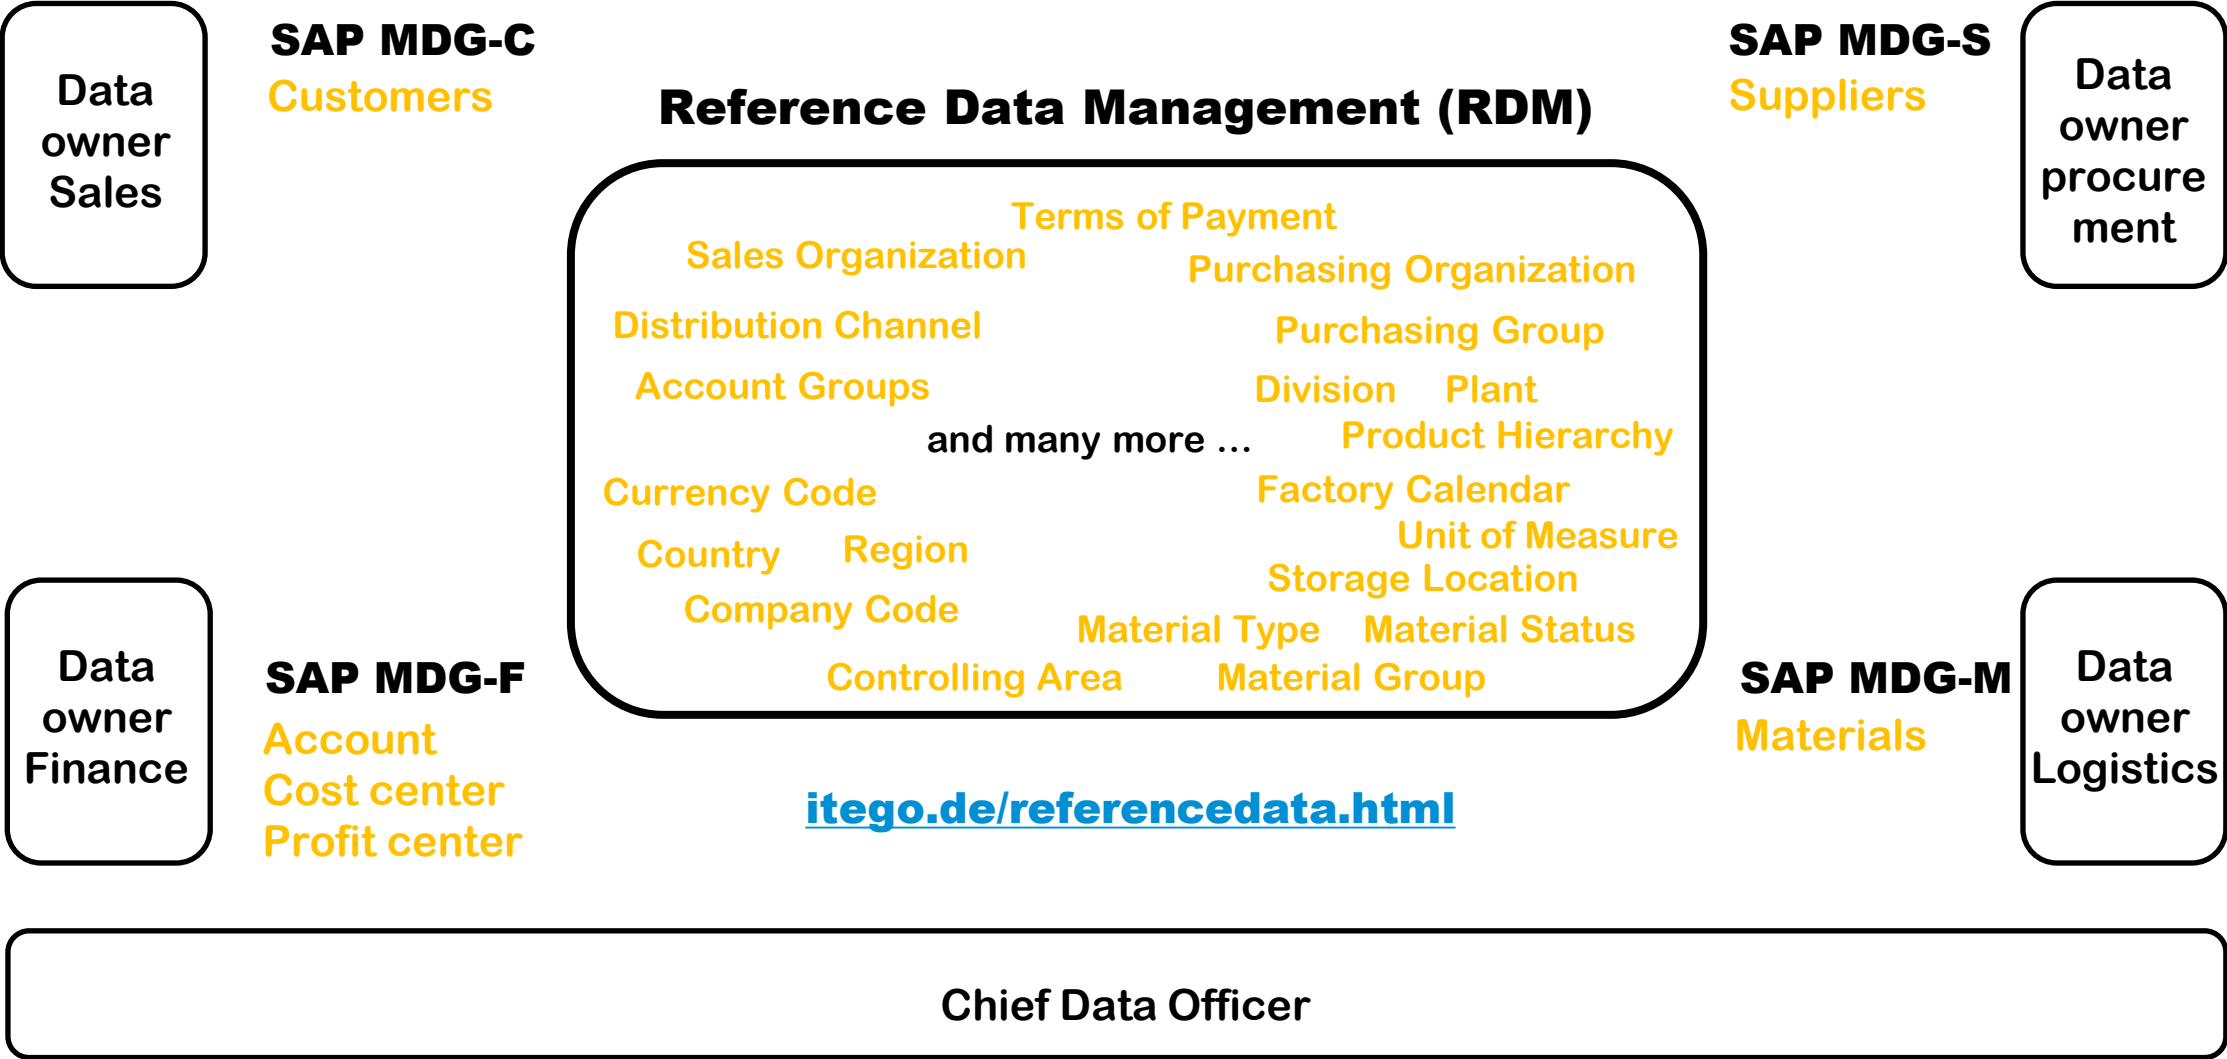 Data
owner
Sales
SAP MDG-C
Customers
Reference Data Management (RDM)
SAP MDG-S
Suppliers
Data
owner
procure
ment
Terms of Payment
Sales Organization
Purchasing Organization
Distribution Channel
Purchasing Group
Account Groups
Division Plant
and many more ...
Product Hierarchy
Currency Code
Factory Calendar
Unit of Measure
Country Region
Storage Location
Company Code
Material Type Material Status
Controlling Area Material Group
Data
owner
Finance
SAP MDG-F
Account
Cost center
Profit center
itego.de/referencedata.html
SAP MDG-M
Materials
Data
owner
Logistics
Chief Data Officer